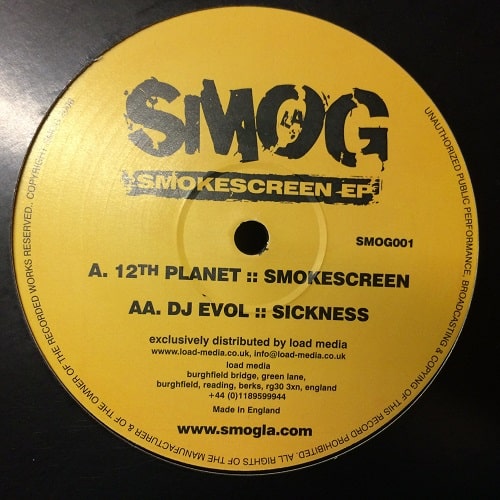 SMOG
LA
SMOKESCREEN EP
SMOG001
A. 12TH PLANET :: SMOKESCREEN
AA. DJ EVOL :: SICKNESS
exclusively distributed by load media
www.load-media.co.uk, info@load-media.co.uk
load media
burghfield bridge, green lane,
burghfield, reading, berks, rg30 3xn, england
+44 (0)1189599944
Made in England
www.smogla.com
UNAUTHORIZED PUBLIC PERFORMANCE, BROADCASTING & COPYING OF THIS RECORD PROHIBITED. ALL RIGHTS OF THE MANUFACTURER & OF THE OWNER OF THE RECORDED WORKS RESERVED. COPYRIGHT